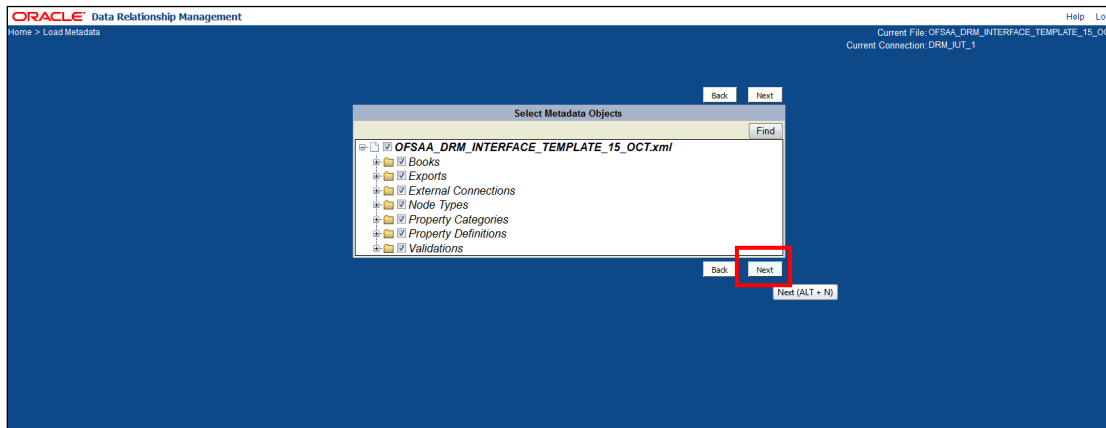 ORACLE Data Relationship Management
Help
Home > Load Metadata
Current File: OFSAA_DRM_INTERFACE_TEMPLATE_15_
Current Connection: DRM_IUT_1
Back Next
Select Metadata Objects
Find
OFSAA_DRM_INTERFACE_TEMPLATE_15_OCT.xml
Books
Exports
External Connections
Node Types
Property Categories
Property Definitions
Validations
Back Next
Next (ALT + N)